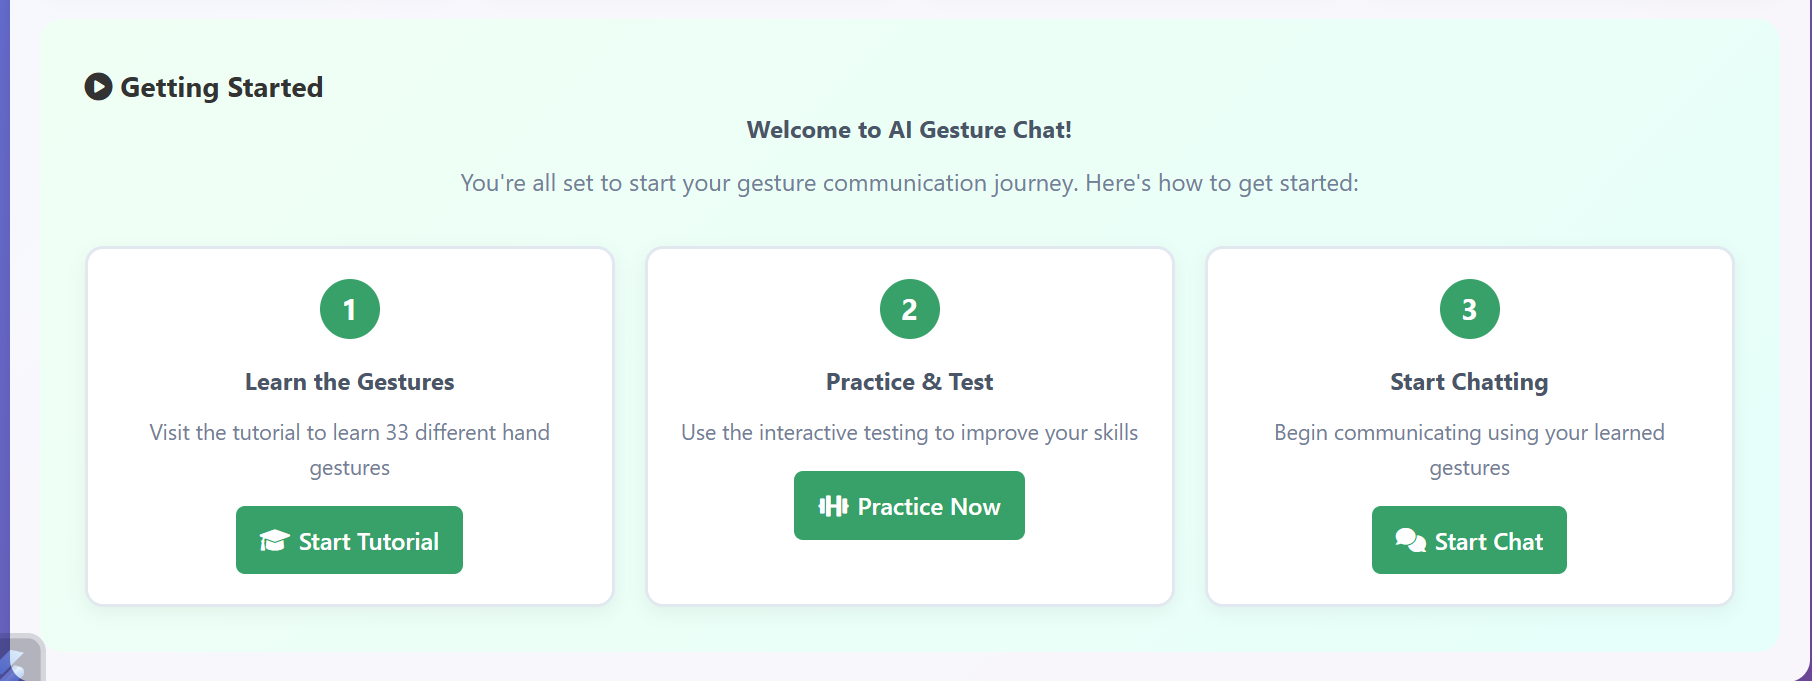 Getting Started
Welcome to AI Gesture Chat!
You're all set to start your gesture communication journey. Here's how to get started:
1
Learn the Gestures
Visit the tutorial to learn 33 different hand
gestures
Start Tutorial
2
Practice & Test
Use the interactive testing to improve your skills
Practice Now
3
Start Chatting
Begin communicating using your learned
gestures
Start Chat